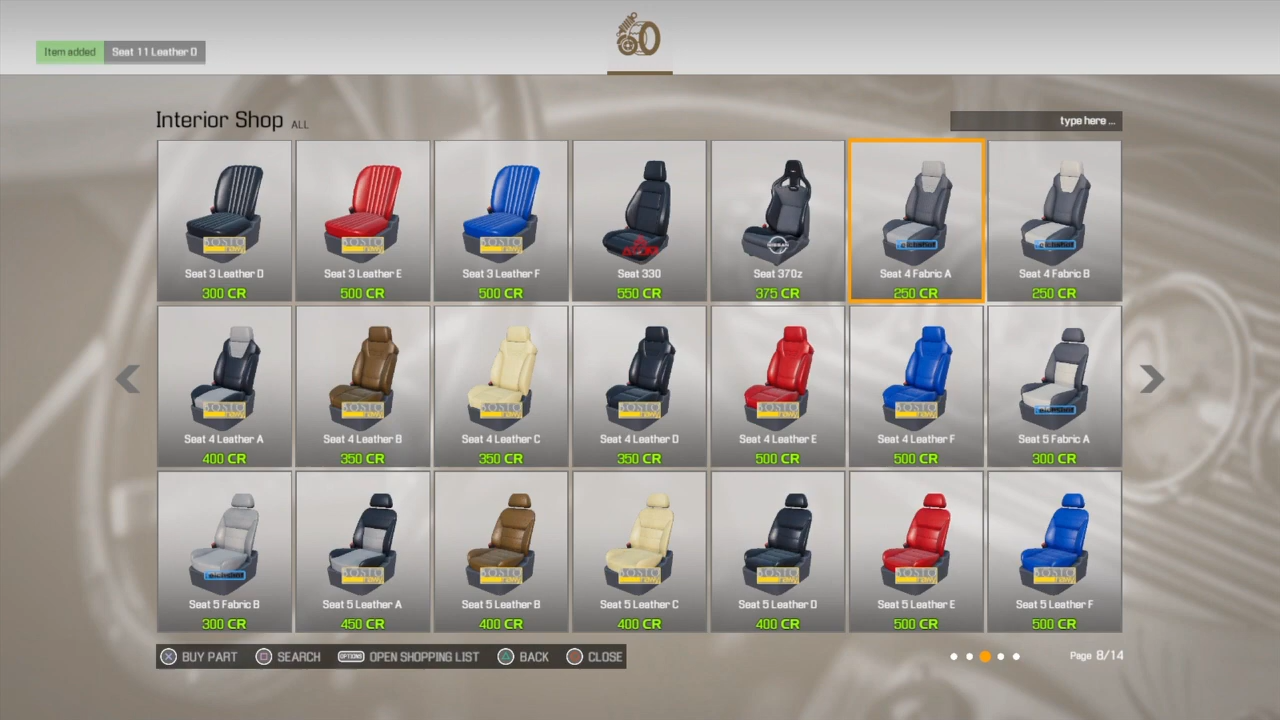 Item added Seat 11 Leather D
Interior Shop ALL
type here ...
Seat 3 Leather D
300 CR
Seat 3 Leather E
500 CR
Seat 3 Leather F
500 CR
Seat 330
550 CR
NISSAN
Seat 370z
375 CR
Seat 4 Fabric A
250 CR
Seat 4 Fabric B
250 CR
Seat 4 Leather A
400 CR
Seat 4 Leather B
350 CR
Seat 4 Leather C
350 CR
Seat 4 Leather D
350 CR
Seat 4 Leather E
500 CR
Seat 4 Leather F
500 CR
Seat 5 Fabric A
300 CR
Seat 5 Fabric B
300 CR
Seat 5 Leather A
450 CR
Seat 5 Leather B
400 CR
Seat 5 Leather C
400 CR
Seat 5 Leather D
400 CR
Seat 5 Leather E
500 CR
Seat 5 Leather F
500 CR
BUY PART SEARCH OPTIONS OPEN SHOPPING LIST BACK CLOSE
Page 8/14